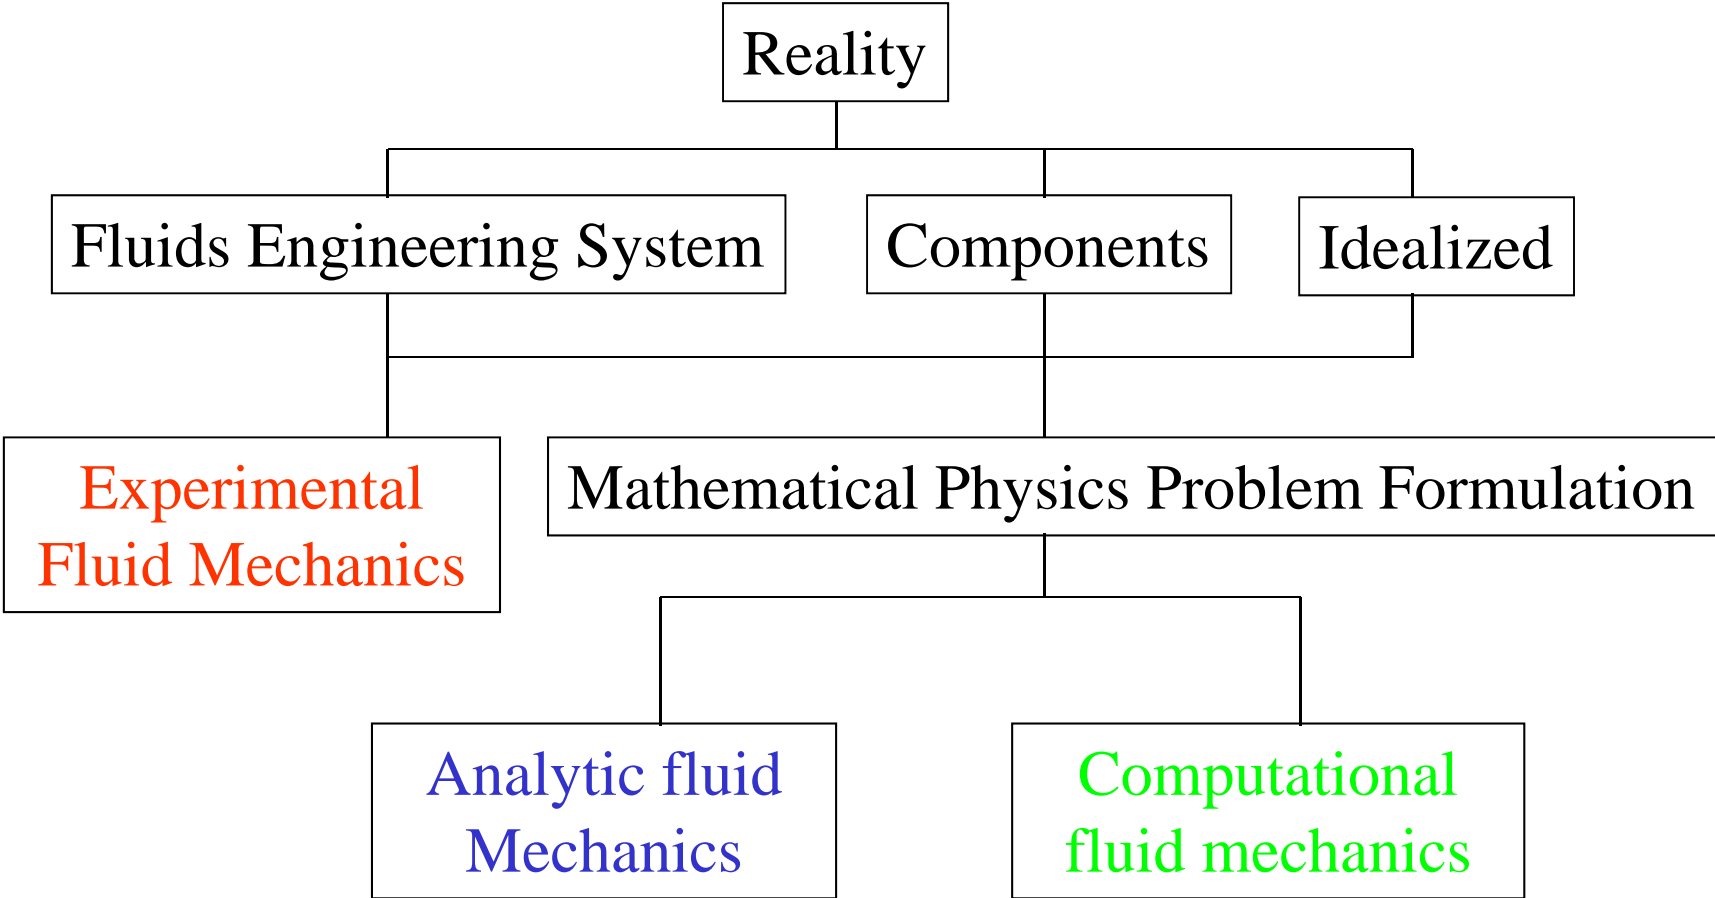 Reality
Fluids Engineering System
Components
Idealized
Experimental
Fluid Mechanics
Mathematical Physics Problem Formulation
Analytic fluid
Mechanics
Computational
fluid mechanics